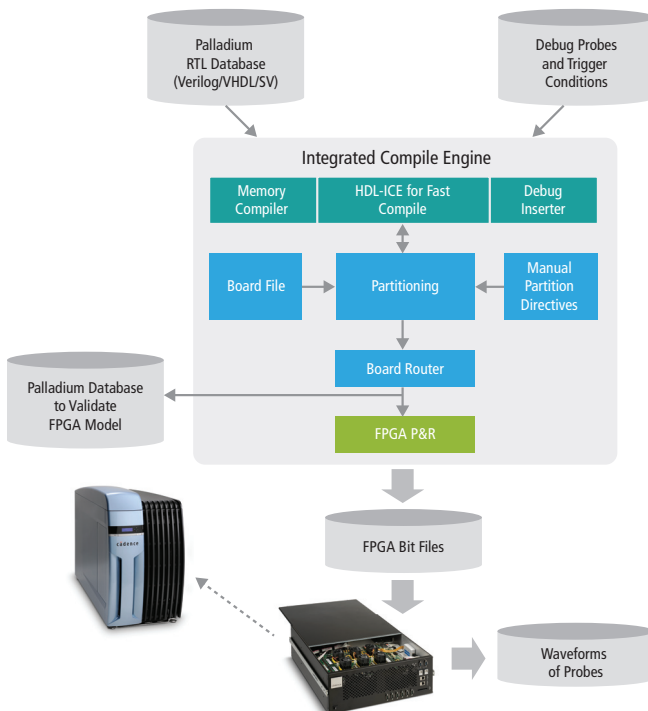 Palladium
RTL Database
(Verilog/VHDL/SV)
Debug Probes
and Trigger
Conditions
Integrated Compile Engine
Memory
Compiler
HDL-ICE for Fast
Compile
Debug
Inserter
Board File
Partitioning
Manual
Partition
Directives
Board Router
Palladium Database
to Validate
FPGA Model
FPGA P&R
cadence
FPGA Bit Files
Waveforms
of Probes